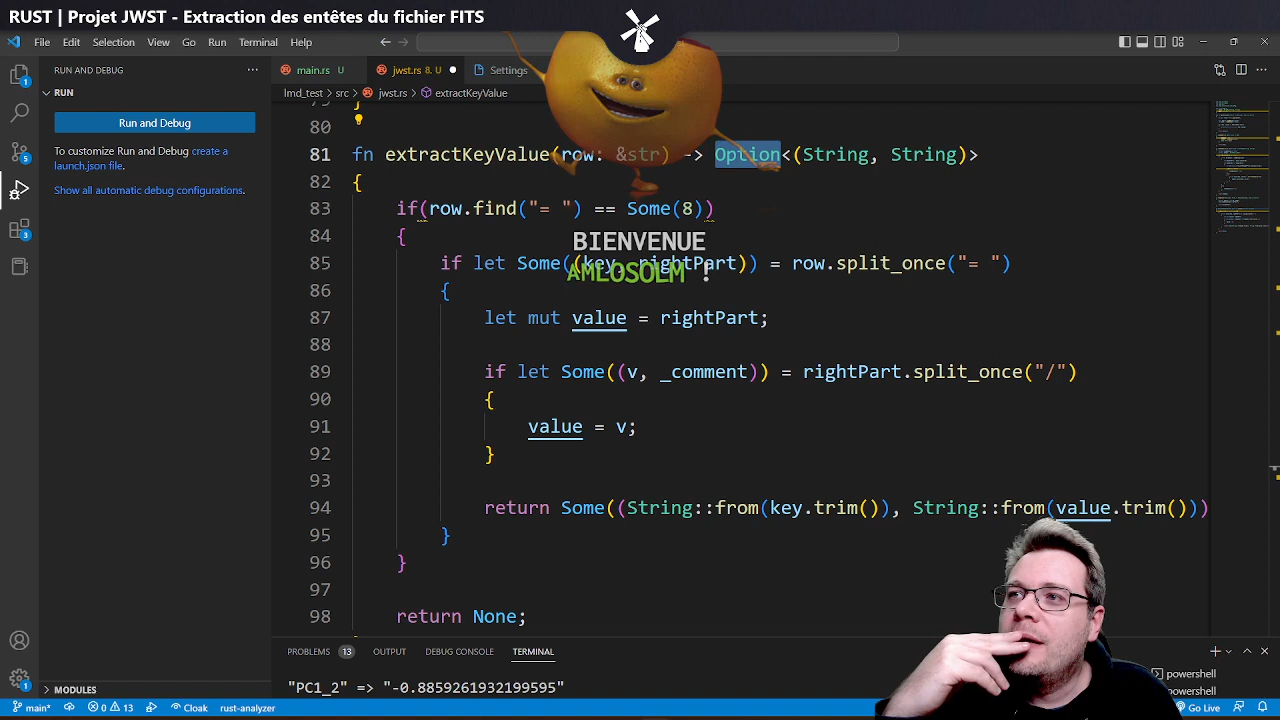 RUST | Projet JWST - Extraction des entêtes du fichier FITS
File Edit Selection View Go Run Terminal Help
RUN AND DEBUG
main.rs U
jwst.rs 8, U
Settings
RUN
lmd_test > src > jwst.rs > extractKeyValue
Run and Debug
To customize Run and Debug create a
launch.json file.
Show all automatic debug configurations.
79 }
80
81 fn extractKeyValue(row: &str) -> Option<(String, String)>
82 {
83 if(row.find("= ") == Some(8))
84 {
BIENVENUE
AMLOSOLM !
85 if let Some((key, rightPart)) = row.split_once("= ")
86 {
87 let mut value = rightPart;
88
89 if let Some((v, _comment)) = rightPart.split_once("/")
90 {
91 value = v;
92 }
93
94 return Some((String::from(key.trim()), String::from(value.trim()))
95 }
96 }
97
98 return None;
PROBLEMS 13 OUTPUT DEBUG CONSOLE TERMINAL
powershell
powershell
"PC1_2" => "-0.8859261932199595"
MODULES
main* 0 13 Cloak rust-analyzer
Go Live